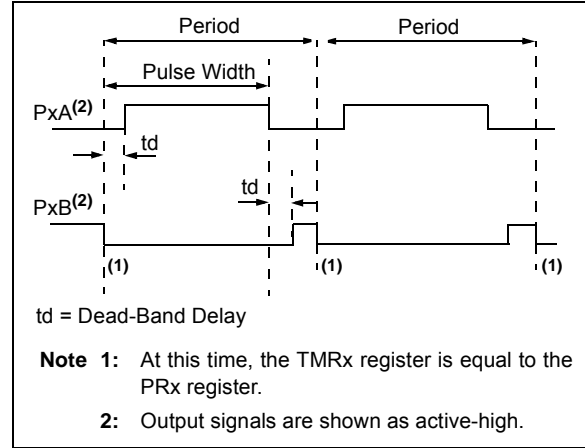 Period Period
Pulse Width
PxA(2)
td
td
PxB(2)
(1) (1) (1)
td = Dead-Band Delay
Note 1: At this time, the TMRx register is equal to the
PRx register.
2: Output signals are shown as active-high.